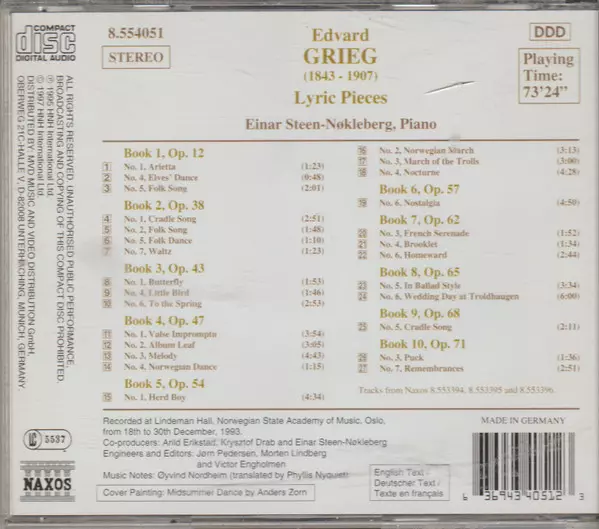 COMPACT
disc
DIGITAL AUDIO
8.554051
STEREO
Edvard
GRIEG
(1843 - 1907)
Lyric Pieces
Einar Steen-Nøkleberg, Piano
DDD
Playing
Time:
73'24"
Book 1, Op. 12
1 No. 1, Arietta (1:23)
2 No. 4, Elves' Dance (0:48)
3 No. 5, Folk Song (2:01)
Book 2, Op. 38
4 No. 1, Cradle Song (2:51)
5 No. 2, Folk Song (1:48)
6 No. 5, Folk Dance (1:10)
7 No. 7, Waltz (1:23)
Book 3, Op. 43
8 No. 1, Butterfly (1:53)
9 No. 4, Little Bird (1:46)
10 No. 6, To the Spring (2:53)
Book 4, Op. 47
11 No. 1, Valse Impromptu (3:54)
12 No. 2, Album Leaf (3:05)
13 No. 3, Melody (4:43)
14 No. 4, Norwegian Dance (1:15)
Book 5, Op. 54
15 No. 1, Herd Boy (4:34)
16 No. 2, Norwegian March (3:13)
17 No. 3, March of the Trolls (3:00)
18 No. 4, Nocturne (4:28)
Book 6, Op. 57
19 No. 6, Nostalgia (4:50)
Book 7, Op. 62
20 No. 3, French Serenade (1:52)
21 No. 4, Brooklet (1:34)
22 No. 6, Homeward (2:44)
Book 8, Op. 65
23 No. 5, In Ballad Style (3:34)
24 No. 6, Wedding Day at Troldhaugen (6:00)
Book 9, Op. 68
25 No. 5, Cradle Song (2:11)
Book 10, Op. 71
26 No. 3, Puck (1:36)
27 No. 7, Remembrances (2:51)
Tracks from Naxos 8.553394, 8.553395 and 8.553396.
Recorded at Lindeman Hall, Norwegian State Academy of Music, Oslo,
from 18th to 30th December, 1993.
Co-producers: Arild Erikstad, Krysztof Drab and Einar Steen-Nøkleberg
Engineers and Editors: Jørn Pedersen, Morten Lindberg
and Victor Engholmen
Music Notes: Øyvind Nordheim (translated by Phyllis Nyquist)
Cover Painting: Midsummer Dance by Anders Zorn
MADE IN GERMANY
English Text
Deutscher Text
Texte en français
6 36943 40512 3
ALL RIGHTS RESERVED. UNAUTHORISED PUBLIC PERFORMANCE,
BROADCASTING AND COPYING OF THIS COMPACT DISC PROHIBITED.
℗ 1995 HNH International Ltd.
© 1997 HNH International Ltd.
DISTRIBUTED BY: MVD MUSIC AND VIDEO DISTRIBUTION GmbH,
OBERWEG 21C-HALLE V, D-82008 UNTERHACHING, MUNICH, GERMANY.
LC 5537
NAXOS